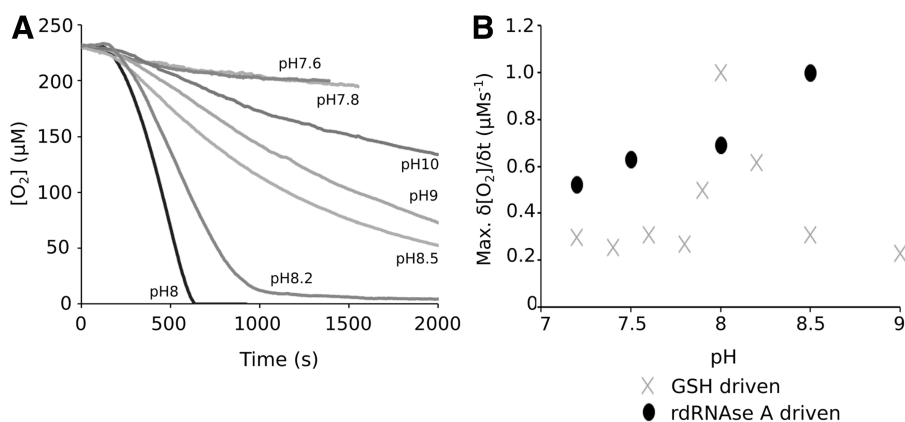 A
250
200
150
100
50
0
[O₂] (µM)
pH7.6
pH7.8
pH10
pH9
pH8.5
pH8.2
pH8
0 500 1000 1500 2000
Time (s)
B
1.2
1.0
0.8
0.6
0.4
0.2
0
Max. δ[O₂]/δt (µMs⁻¹)
7 7.5 8 8.5 9
pH
GSH driven
rdRNAse A driven